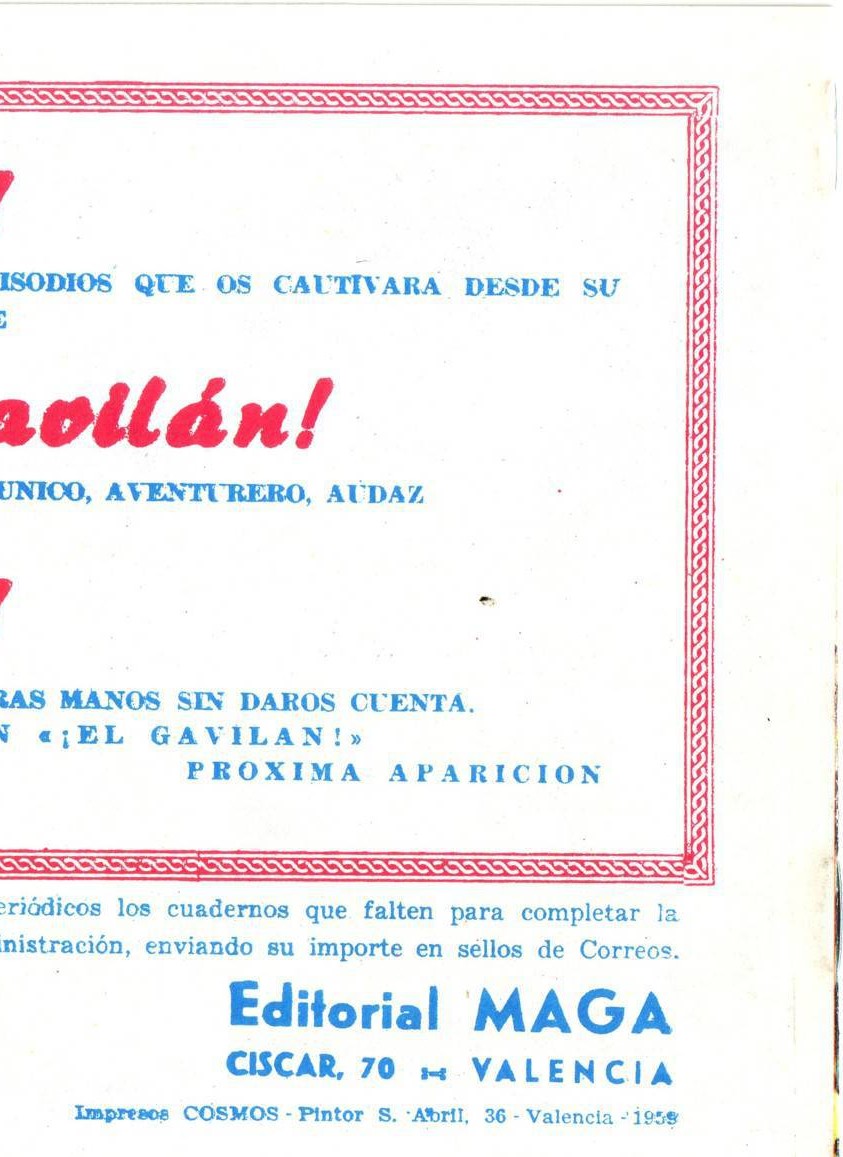 ISODIOS QUE OS CAUTIVARA DESDE SU
E
avilán!
UNICO, AVENTURERO, AUDAZ
RAS MANOS SIN DAROS CUENTA.
N «¡EL GAVILAN!»
PROXIMA APARICION
eriódicos los cuadernos que falten para completar la
inistración, enviando su importe en sellos de Correos.
Editorial MAGA
CISCAR, 70 VALENCIA
Impresos COSMOS - Pintor S. Abril, 36 - Valencia - 1959